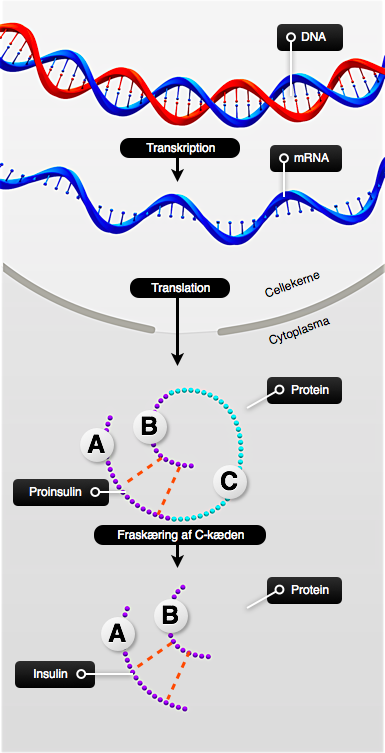 DNA
Transkription
mRNA
Cellekerne
Translation
Cytoplasma
Protein
B
A
C
Proinsulin
Fraskæring af C-kæden
Protein
B
A
Insulin